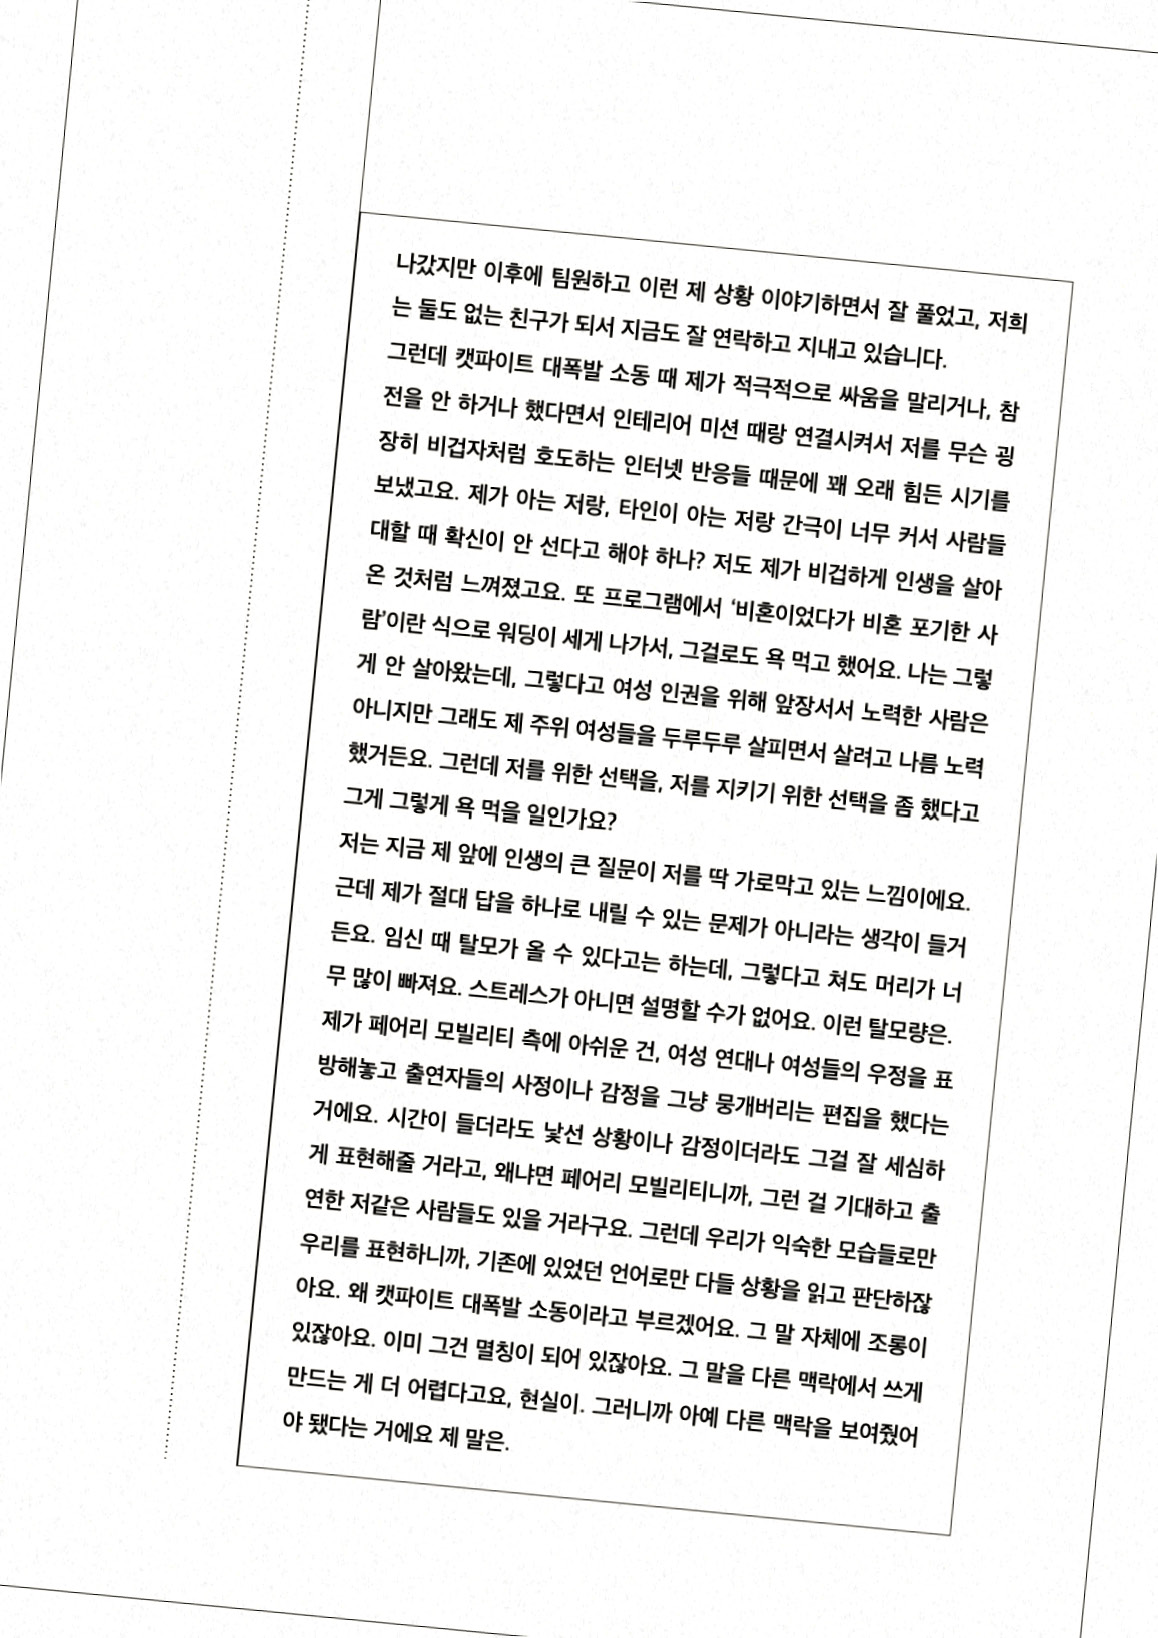 나갔지만 이후에 팀원하고 이런 제 상황 이야기하면서 잘 풀었고, 저희
는 둘도 없는 친구가 되서 지금도 잘 연락하고 지내고 있습니다.
그런데 캣파이트 대폭발 소동 때 제가 적극적으로 싸움을 말리거나, 참
전을 안 하거나 했다면서 인테리어 미션 때랑 연결시켜서 저를 무슨 굉
장히 비겁자처럼 호도하는 인터넷 반응들 때문에 꽤 오래 힘든 시기를
보냈고요. 제가 아는 저랑, 타인이 아는 저랑 간극이 너무 커서 사람들
대할 때 확신이 안 선다고 해야 하나? 저도 제가 비겁하게 인생을 살아
온 것처럼 느껴졌고요. 또 프로그램에서 ‘비혼이었다가 비혼 포기한 사
람’이란 식으로 워딩이 세게 나가서, 그걸로도 욕 먹고 했어요. 나는 그렇
게 안 살아왔는데, 그렇다고 여성 인권을 위해 앞장서서 노력한 사람은
아니지만 그래도 제 주위 여성들을 두루두루 살피면서 살려고 나름 노력
했거든요. 그런데 저를 위한 선택을, 저를 지키기 위한 선택을 좀 했다고
그게 그렇게 욕 먹을 일인가요?
저는 지금 제 앞에 인생의 큰 질문이 저를 딱 가로막고 있는 느낌이에요.
근데 제가 절대 답을 하나로 내릴 수 있는 문제가 아니라는 생각이 들거
든요. 임신 때 탈모가 올 수 있다고는 하는데, 그렇다고 쳐도 머리가 너
무 많이 빠져요. 스트레스가 아니면 설명할 수가 없어요. 이런 탈모량은.
제가 페어리 모빌리티 측에 아쉬운 건, 여성 연대나 여성들의 우정을 표
방해놓고 출연자들의 사정이나 감정을 그냥 뭉개버리는 편집을 했다는
거에요. 시간이 들더라도 낯선 상황이나 감정이더라도 그걸 잘 세심하
게 표현해줄 거라고, 왜냐면 페어리 모빌리티니까, 그런 걸 기대하고 출
연한 저같은 사람들도 있을 거라구요. 그런데 우리가 익숙한 모습들로만
우리를 표현하니까, 기존에 있었던 언어로만 다들 상황을 읽고 판단하잖
아요. 왜 캣파이트 대폭발 소동이라고 부르겠어요. 그 말 자체에 조롱이
있잖아요. 이미 그건 멸칭이 되어 있잖아요. 그 말을 다른 맥락에서 쓰게
만드는 게 더 어렵다고요, 현실이. 그러니까 아예 다른 맥락을 보여줬어
야 됐다는 거에요 제 말은.